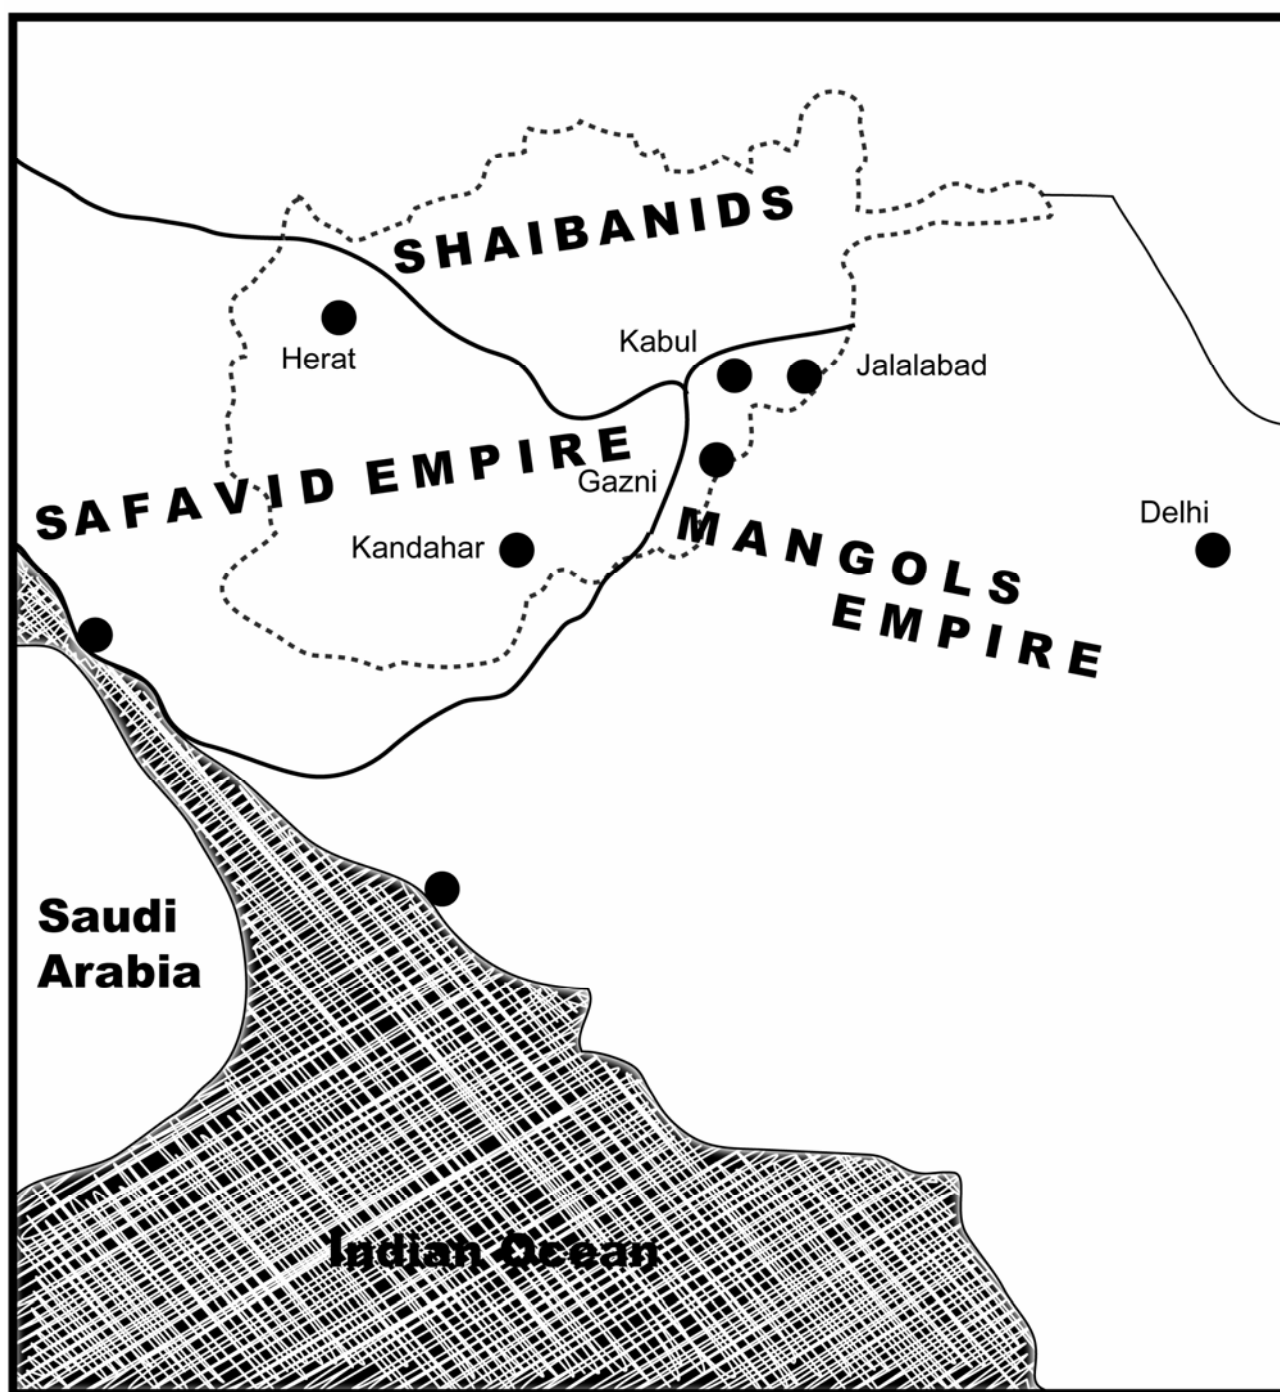 SHAIBANIDS
Kabul
Herat
Jalalabad
SAFAVID EMPIRE
Gazni
Kandahar
MANGOLS
EMPIRE
Delhi
Saudi
Arabia
Indian Ocean